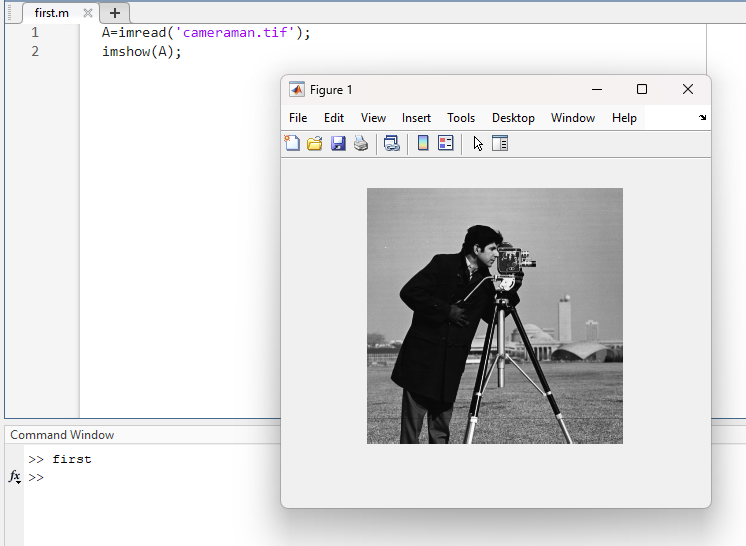 first.m
1 A=imread('cameraman.tif');
2 imshow(A);
Figure 1
File Edit View Insert Tools Desktop Window Help
Command Window
>> first
fx >>